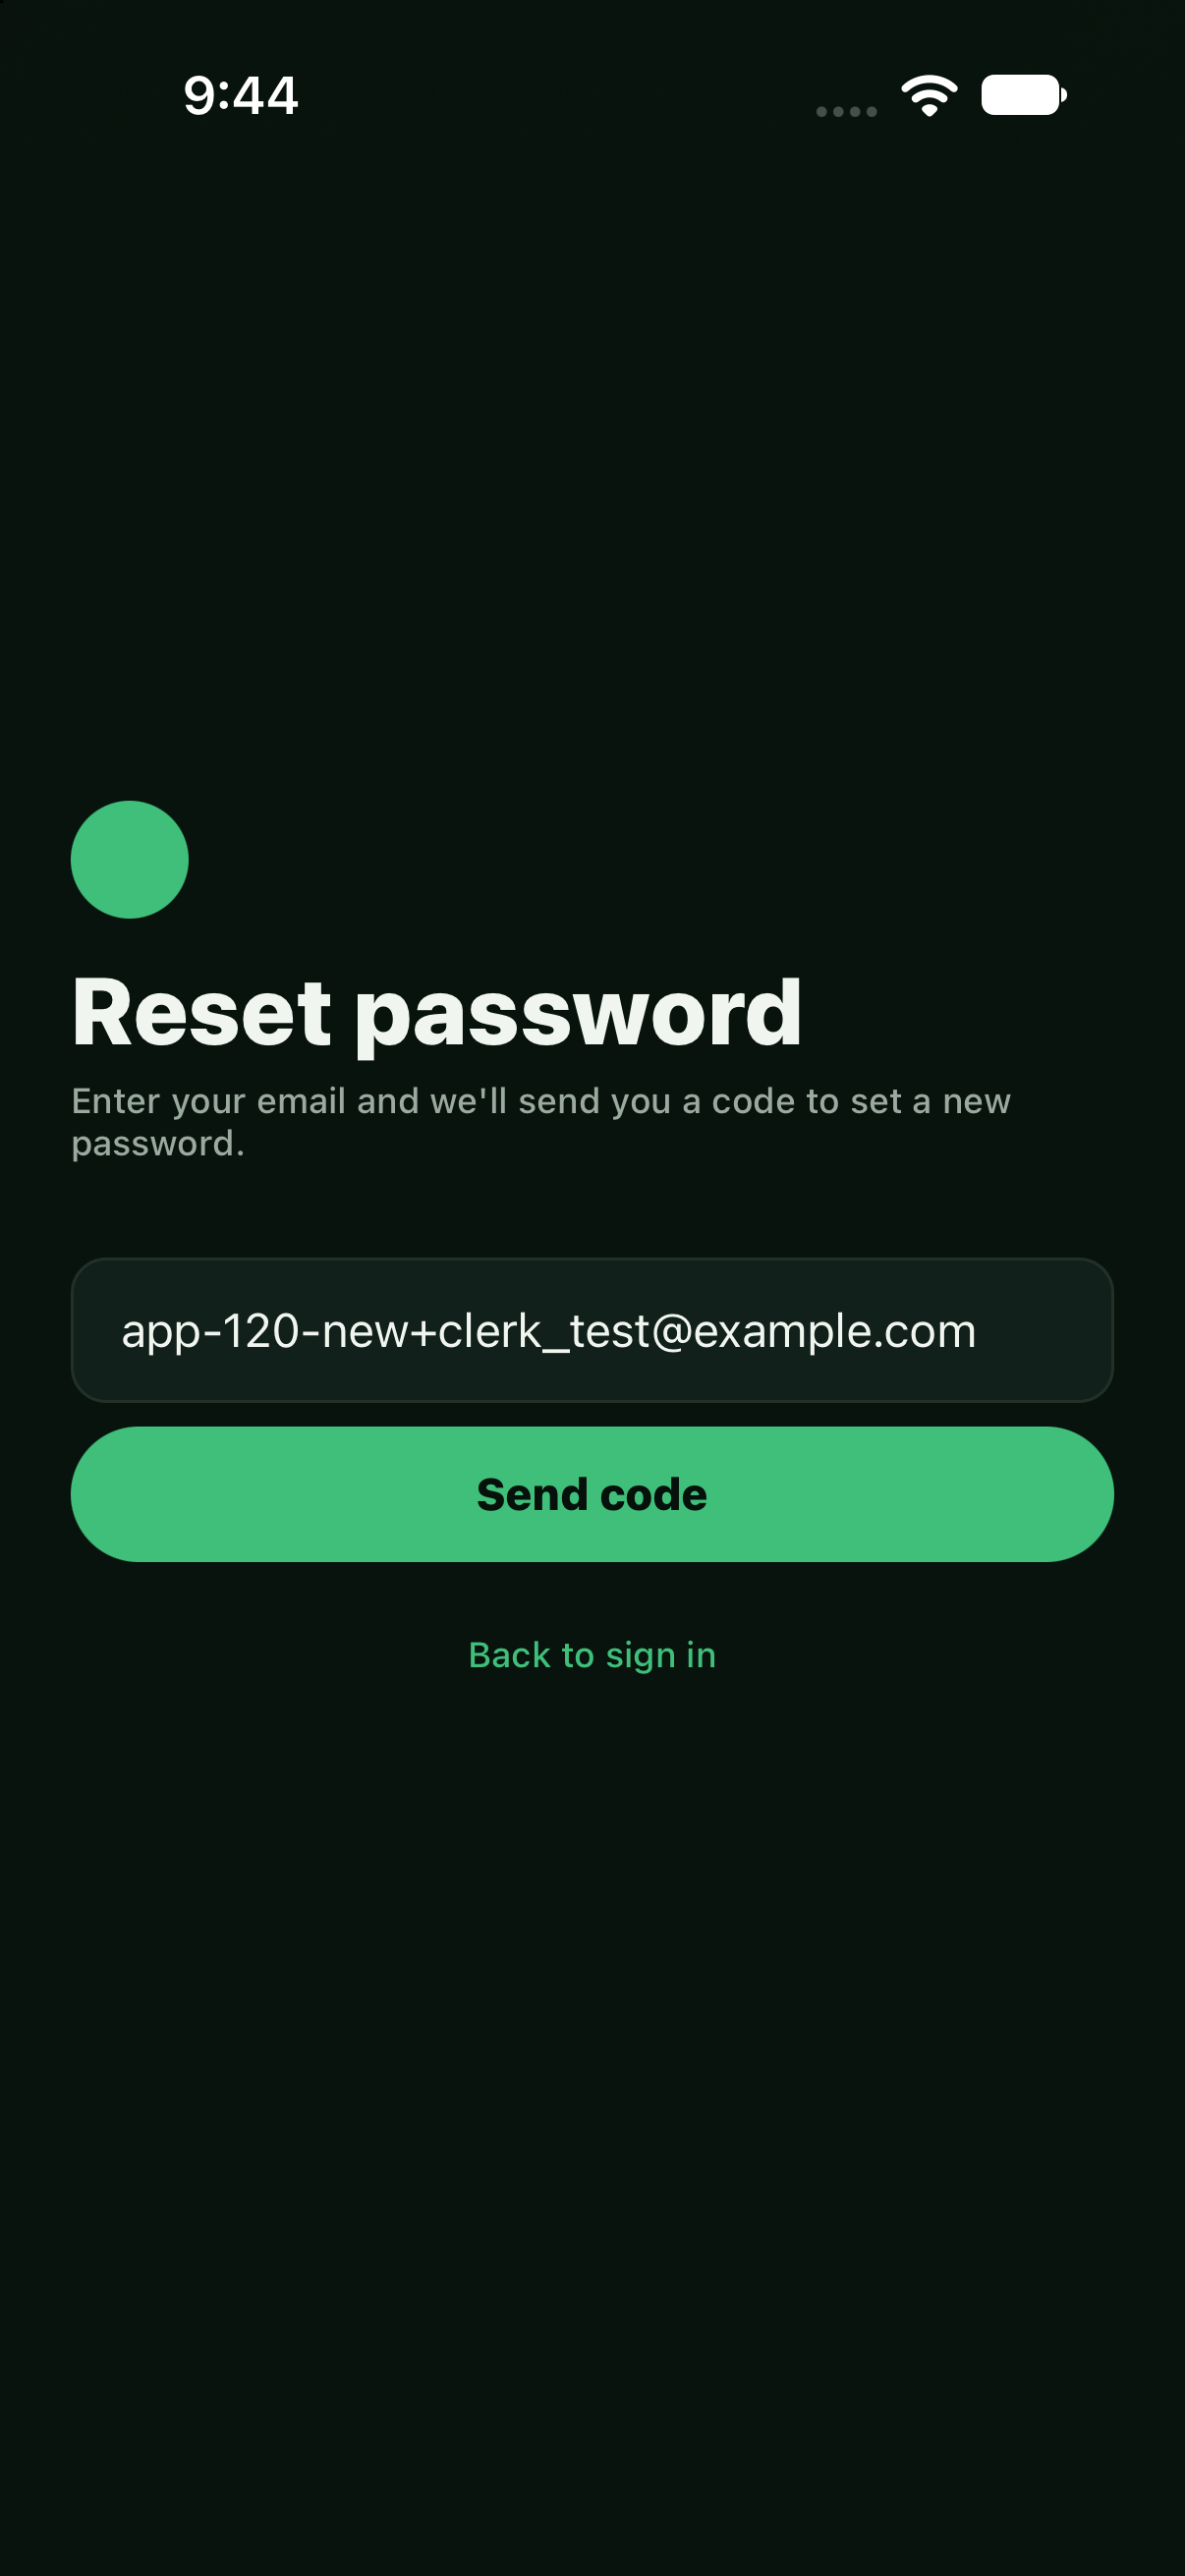 9:44
Reset password
Enter your email and we'll send you a code to set a new
password.
app-120-new+clerk_test@example.com
Send code
Back to sign in